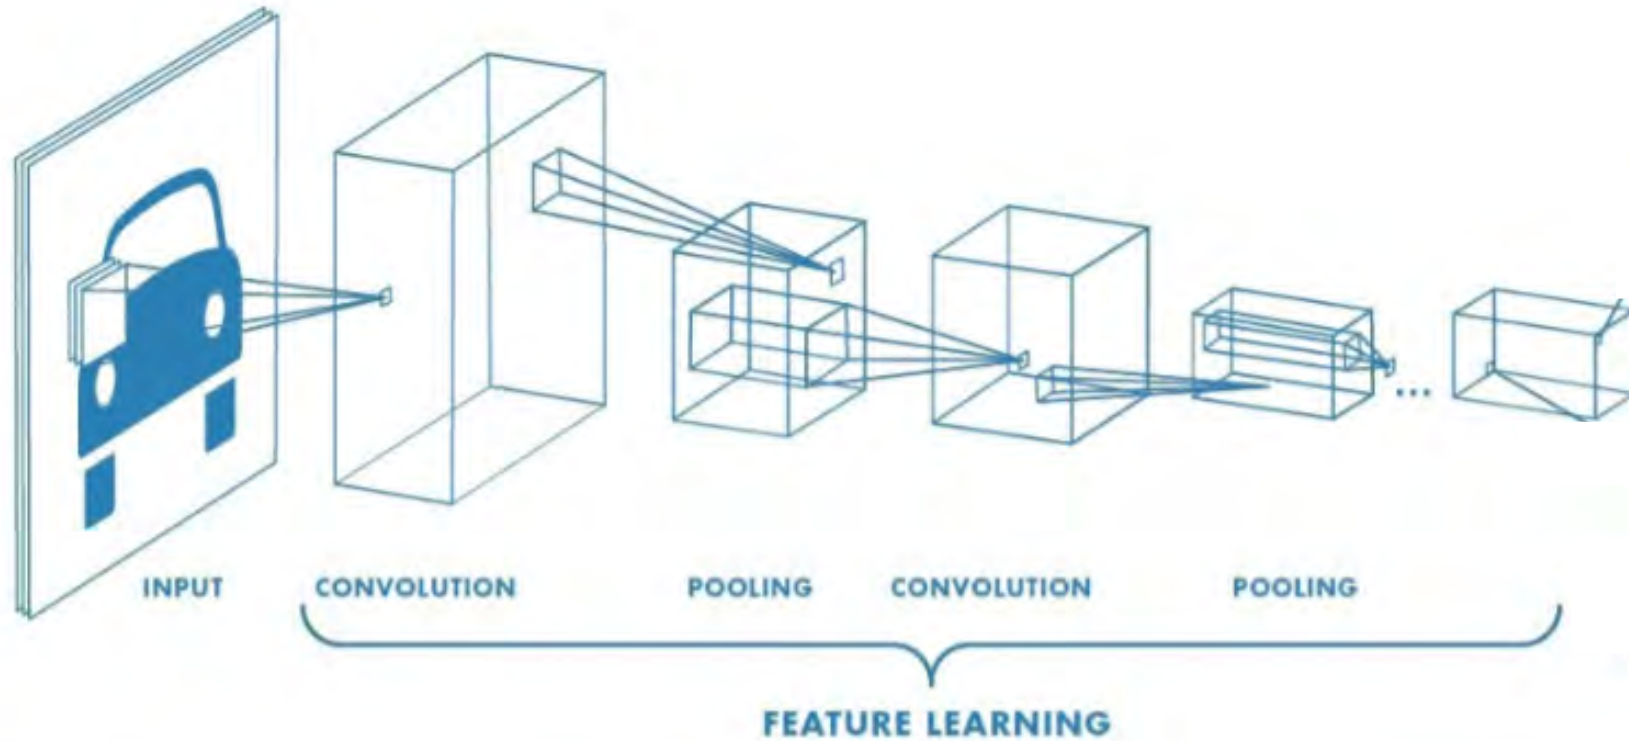 INPUT CONVOLUTION POOLING CONVOLUTION POOLING
...
FEATURE LEARNING